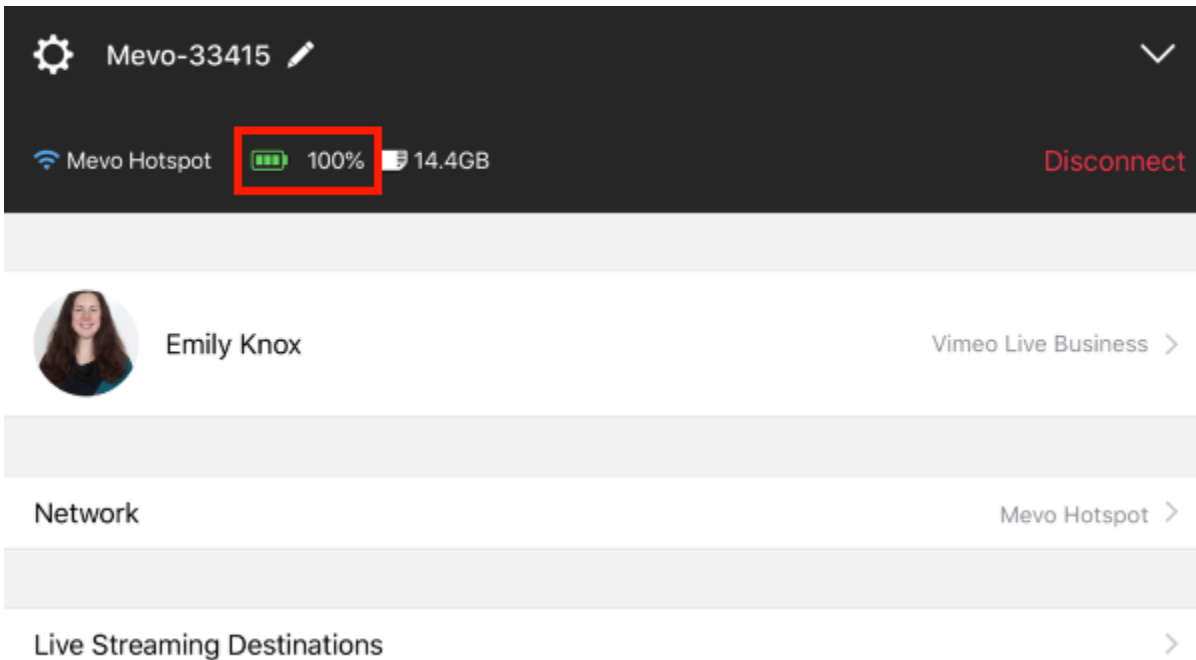 Mevo-33415
Mevo Hotspot 100% 14.4GB Disconnect
Emily Knox Vimeo Live Business
Network Mevo Hotspot
Live Streaming Destinations